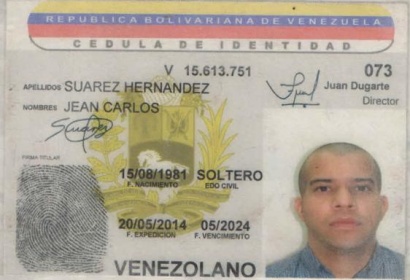 REPUBLICA BOLIVARIANA DE VENEZUELA
CEDULA DE IDENTIDAD
V 15.613.751
073
APELLIDOS SUAREZ HERNANDEZ
Juan Dugarte
Director
NOMBRES JEAN CARLOS
Suarez
FIRMA TITULAR
15/08/1981 SOLTERO
F. NACIMIENTO EDO CIVIL
20/05/2014 05/2024
F. EXPEDICION F. VENCIMIENTO
VENEZOLANO